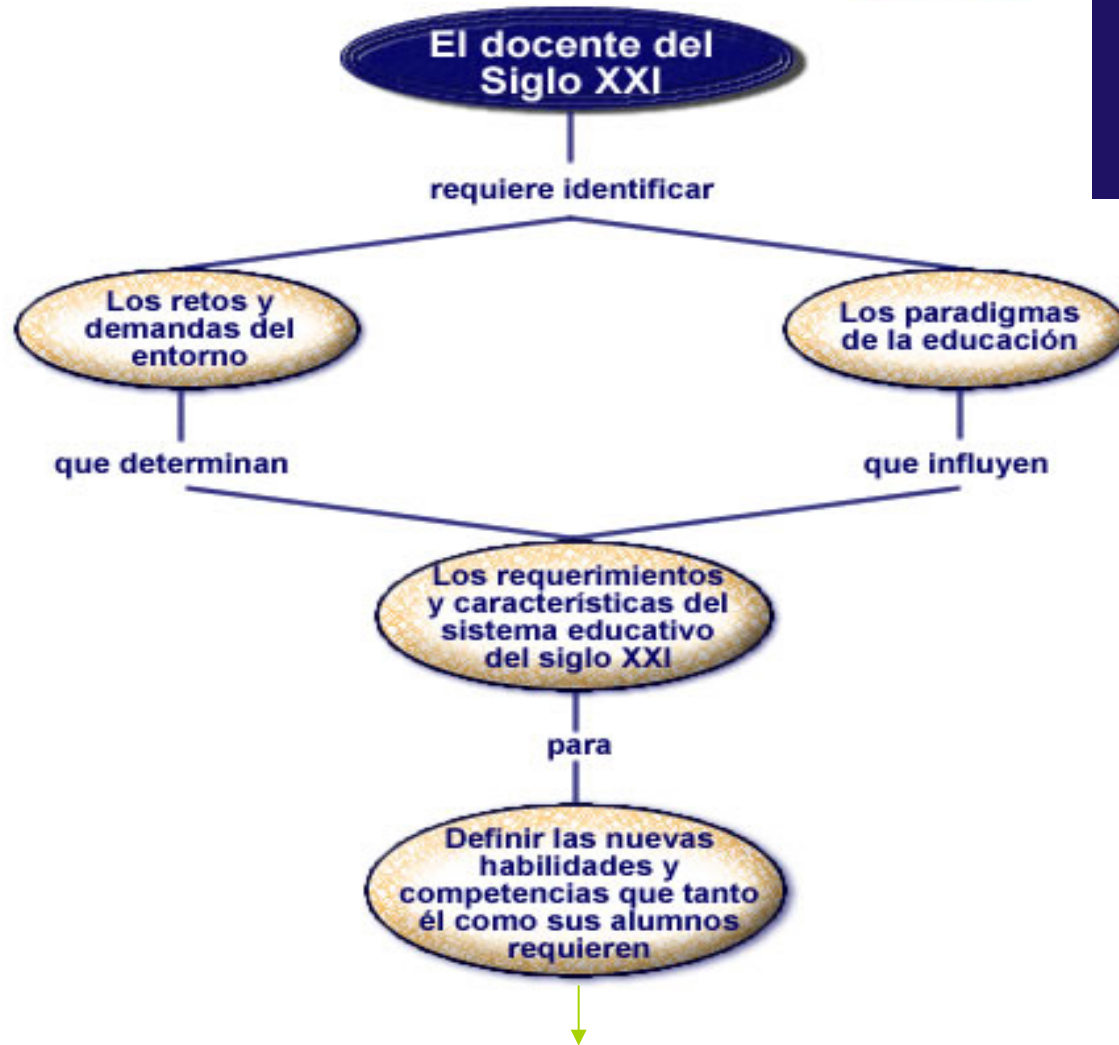 El docente del
Siglo XXI
requiere identificar
Los retos y
demandas del
entorno
Los paradigmas
de la educación
que determinan
que influyen
Los requerimientos
y características del
sistema educativo
del siglo XXI
para
Definir las nuevas
habilidades y
competencias que tanto
él como sus alumnos
requieren